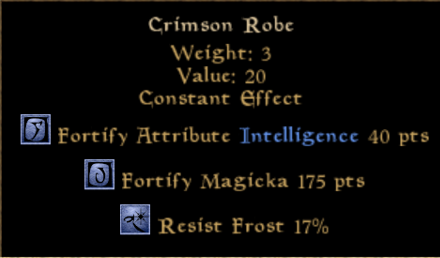 Crimson Robe
Weight: 3
Value: 20
Constant Effect
Fortify Attribute Intelligence 40 pts
Fortify Magicka 175 pts
Resist Frost 17%